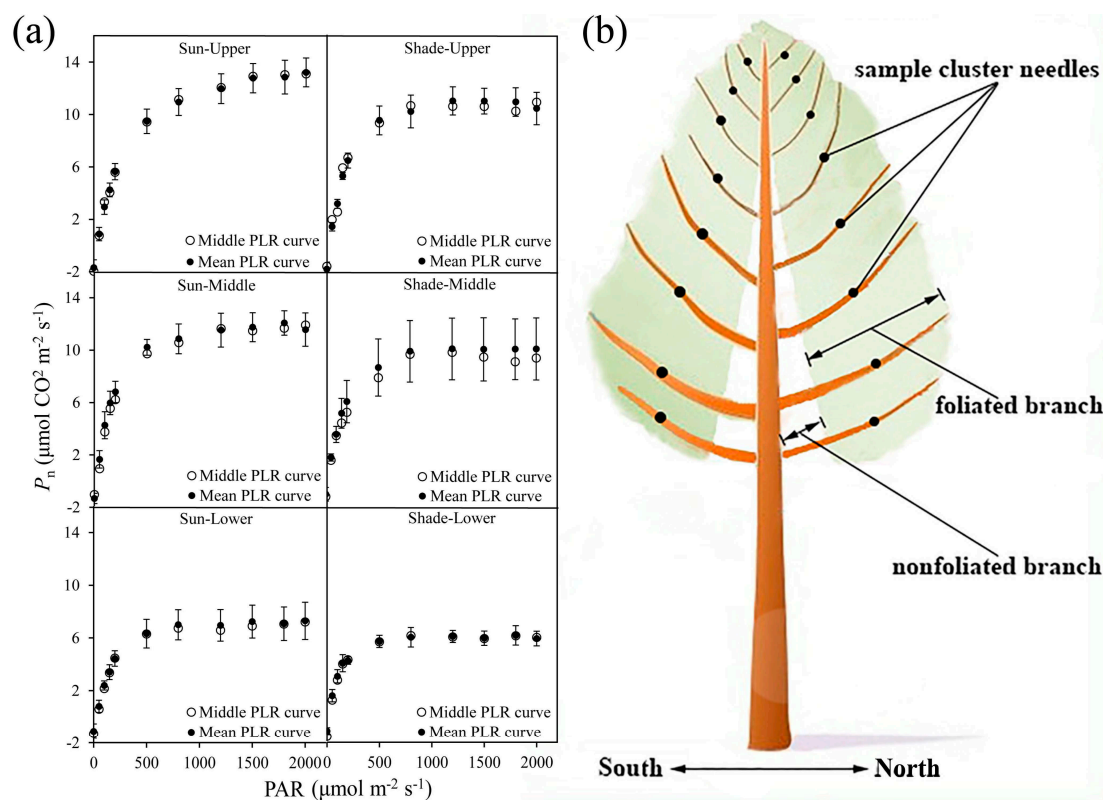 (a)
Sun-Upper
Shade-Upper
14
10
6
2
-2
Middle PLR curve
Mean PLR curve
Middle PLR curve
Mean PLR curve
Sun-Middle
Shade-Middle
14
10
6
2
-2
Middle PLR curve
Mean PLR curve
Middle PLR curve
Mean PLR curve
Sun-Lower
Shade-Lower
14
10
6
2
-2
Middle PLR curve
Mean PLR curve
Middle PLR curve
Mean PLR curve
Pn (μmol CO² m⁻² s⁻¹)
0 500 1000 1500 2000 0 500 1000 1500 2000
PAR (μmol m⁻² s⁻¹)
(b)
sample cluster needles
foliated branch
nonfoliated branch
South
North